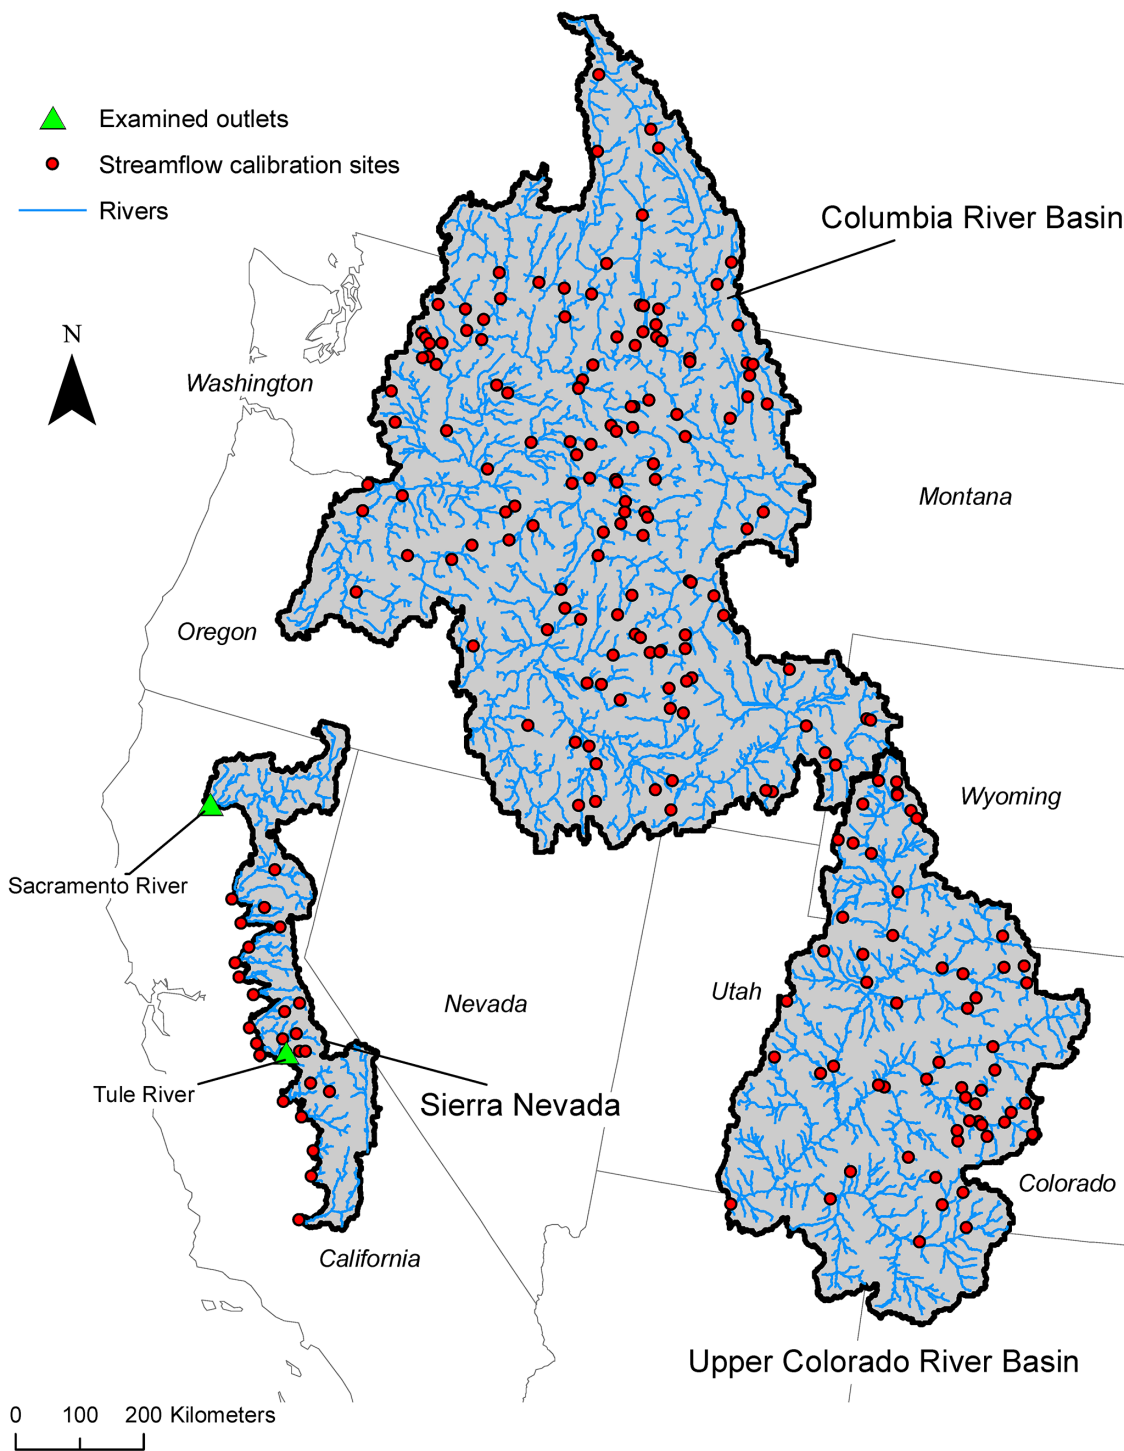 Examined outlets
Streamflow calibration sites
Rivers
Columbia River Basin
N
Washington
Montana
Oregon
Wyoming
Sacramento River
Nevada
Utah
Tule River
Sierra Nevada
Colorado
California
Upper Colorado River Basin
0 100 200 Kilometers